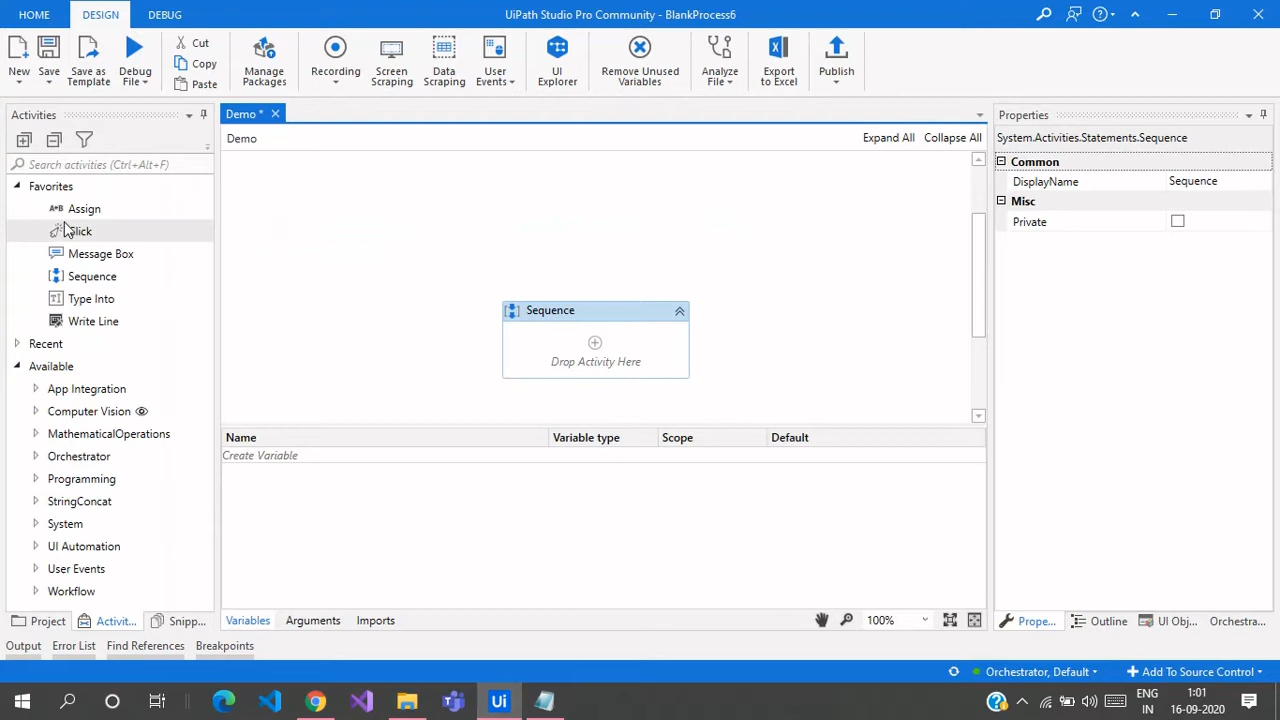 HOME DESIGN DEBUG UiPath Studio Pro Community - BlankProcess6
New Save Save as Template Debug File Cut Copy Paste Manage Packages Recording Screen Scraping Data Scraping User Events UI Explorer Remove Unused Variables Analyze File Export to Excel Publish
Activities
Search activities (Ctrl+Alt+F)
Favorites
Assign
Click
Message Box
Sequence
Type Into
Write Line
Recent
Available
App Integration
Computer Vision
MathematicalOperations
Orchestrator
Programming
StringConcat
System
UI Automation
User Events
Workflow
Project Activit... Snipp...
Demo *
Demo Expand All Collapse All
Sequence
Drop Activity Here
Name Variable type Scope Default
Create Variable
Variables Arguments Imports 100%
Properties
System.Activities.Statements.Sequence
Common
DisplayName Sequence
Misc
Private
Prope... Outline UI Obj... Orchestra...
Output Error List Find References Breakpoints
Orchestrator, Default Add To Source Control
Ui ENG 1:01
IN 16-09-2020